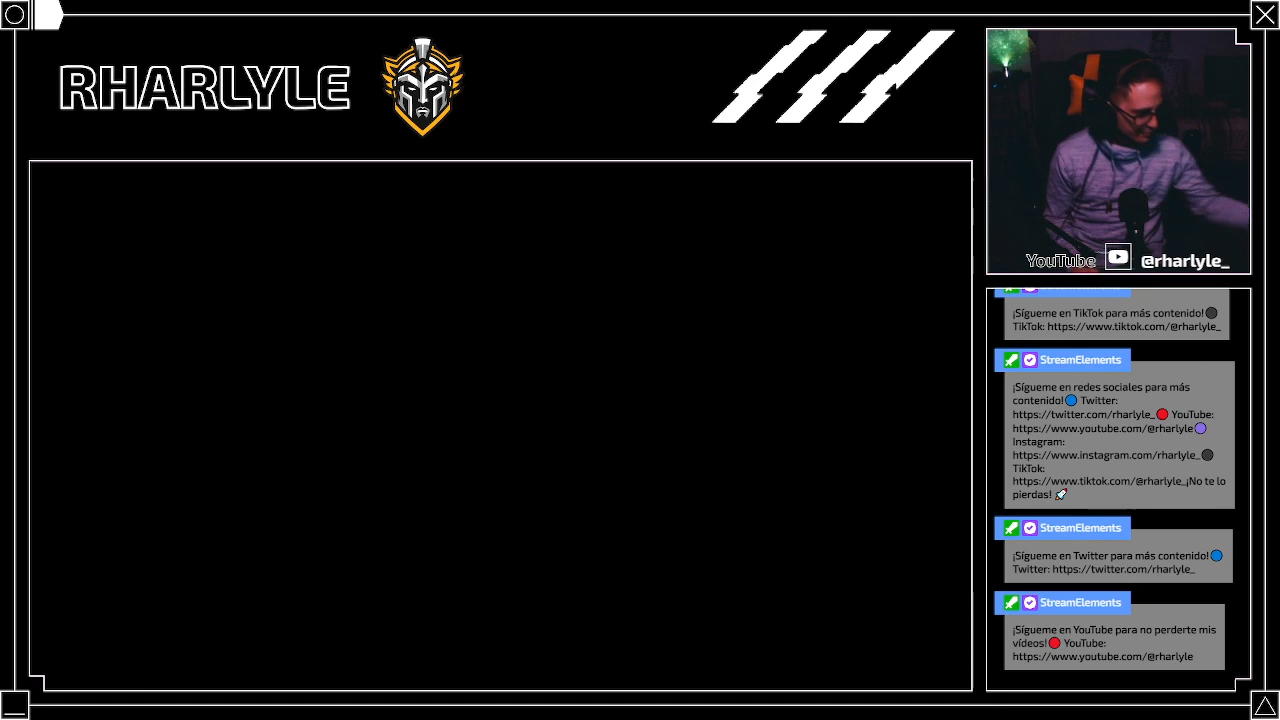 RHARLYLE
YouTube @rharlyle_
¡Sígueme en TikTok para más contenido!
TikTok: https://www.tiktok.com/@rharlyle_
StreamElements
¡Sígueme en redes sociales para más
contenido! Twitter:
https://twitter.com/rharlyle_ YouTube:
https://www.youtube.com/@rharlyle
Instagram:
https://www.instagram.com/rharlyle_
TikTok:
https://www.tiktok.com/@rharlyle_¡No te lo
pierdas!
StreamElements
¡Sígueme en Twitter para más contenido!
Twitter: https://twitter.com/rharlyle_
StreamElements
¡Sígueme en YouTube para no perderte mis
vídeos! YouTube:
https://www.youtube.com/@rharlyle